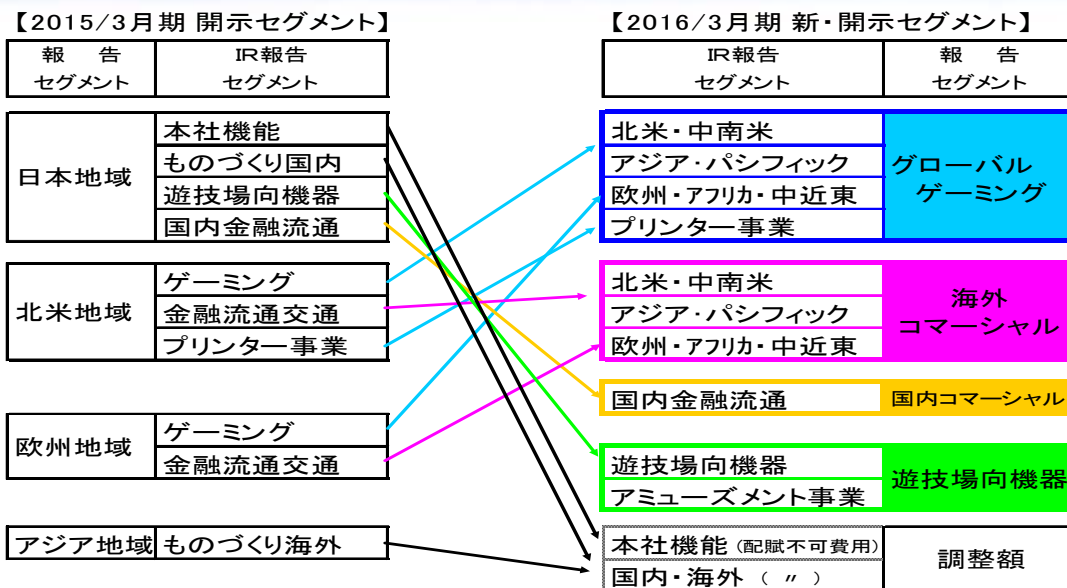 【2015/3月期 開示セグメント】
報 告 セグメント
IR報告 セグメント
日本地域
本社機能
ものづくり国内
遊技場向機器
国内金融流通
北米地域
ゲーミング
金融流通交通
プリンター事業
欧州地域
ゲーミング
金融流通交通
アジア地域
ものづくり海外
【2016/3月期 新・開示セグメント】
IR報告 セグメント
報 告 セグメント
北米・中南米
アジア・パシフィック
欧州・アフリカ・中近東
プリンター事業
グローバル
ゲーミング
北米・中南米
アジア・パシフィック
欧州・アフリカ・中近東
海外
コマーシャル
国内金融流通
国内コマーシャル
遊技場向機器
アミューズメント事業
遊技場向機器
本社機能（配賦不可費用）
国内・海外（ 〃 ）
調整額